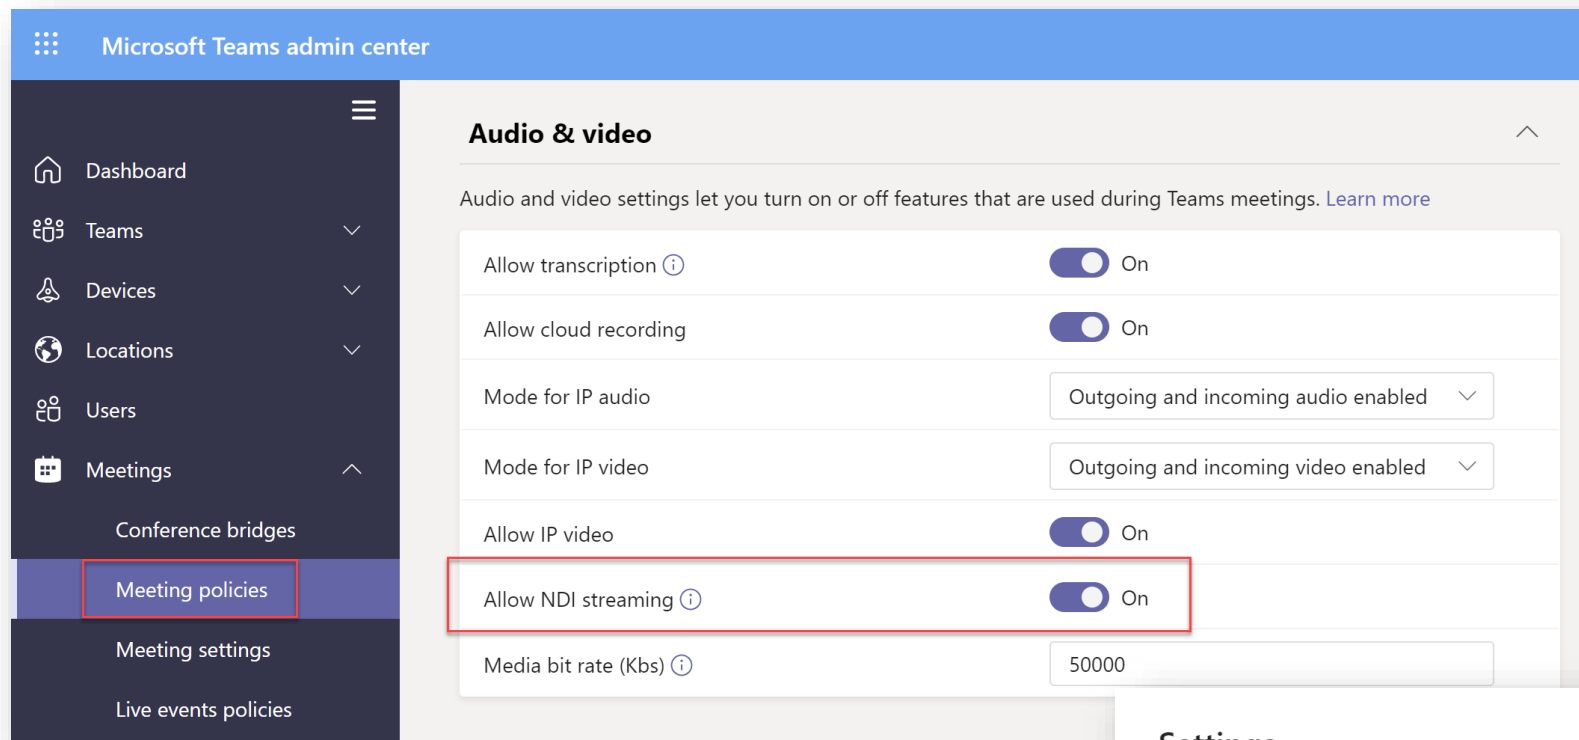 Microsoft Teams admin center
Dashboard
Teams
Devices
Locations
Users
Meetings
Conference bridges
Meeting policies
Meeting settings
Live events policies
Audio & video
Audio and video settings let you turn on or off features that are used during Teams meetings. Learn more
Allow transcription On
Allow cloud recording On
Mode for IP audio Outgoing and incoming audio enabled
Mode for IP video Outgoing and incoming video enabled
Allow IP video On
Allow NDI streaming On
Media bit rate (Kbs) 50000
Settings